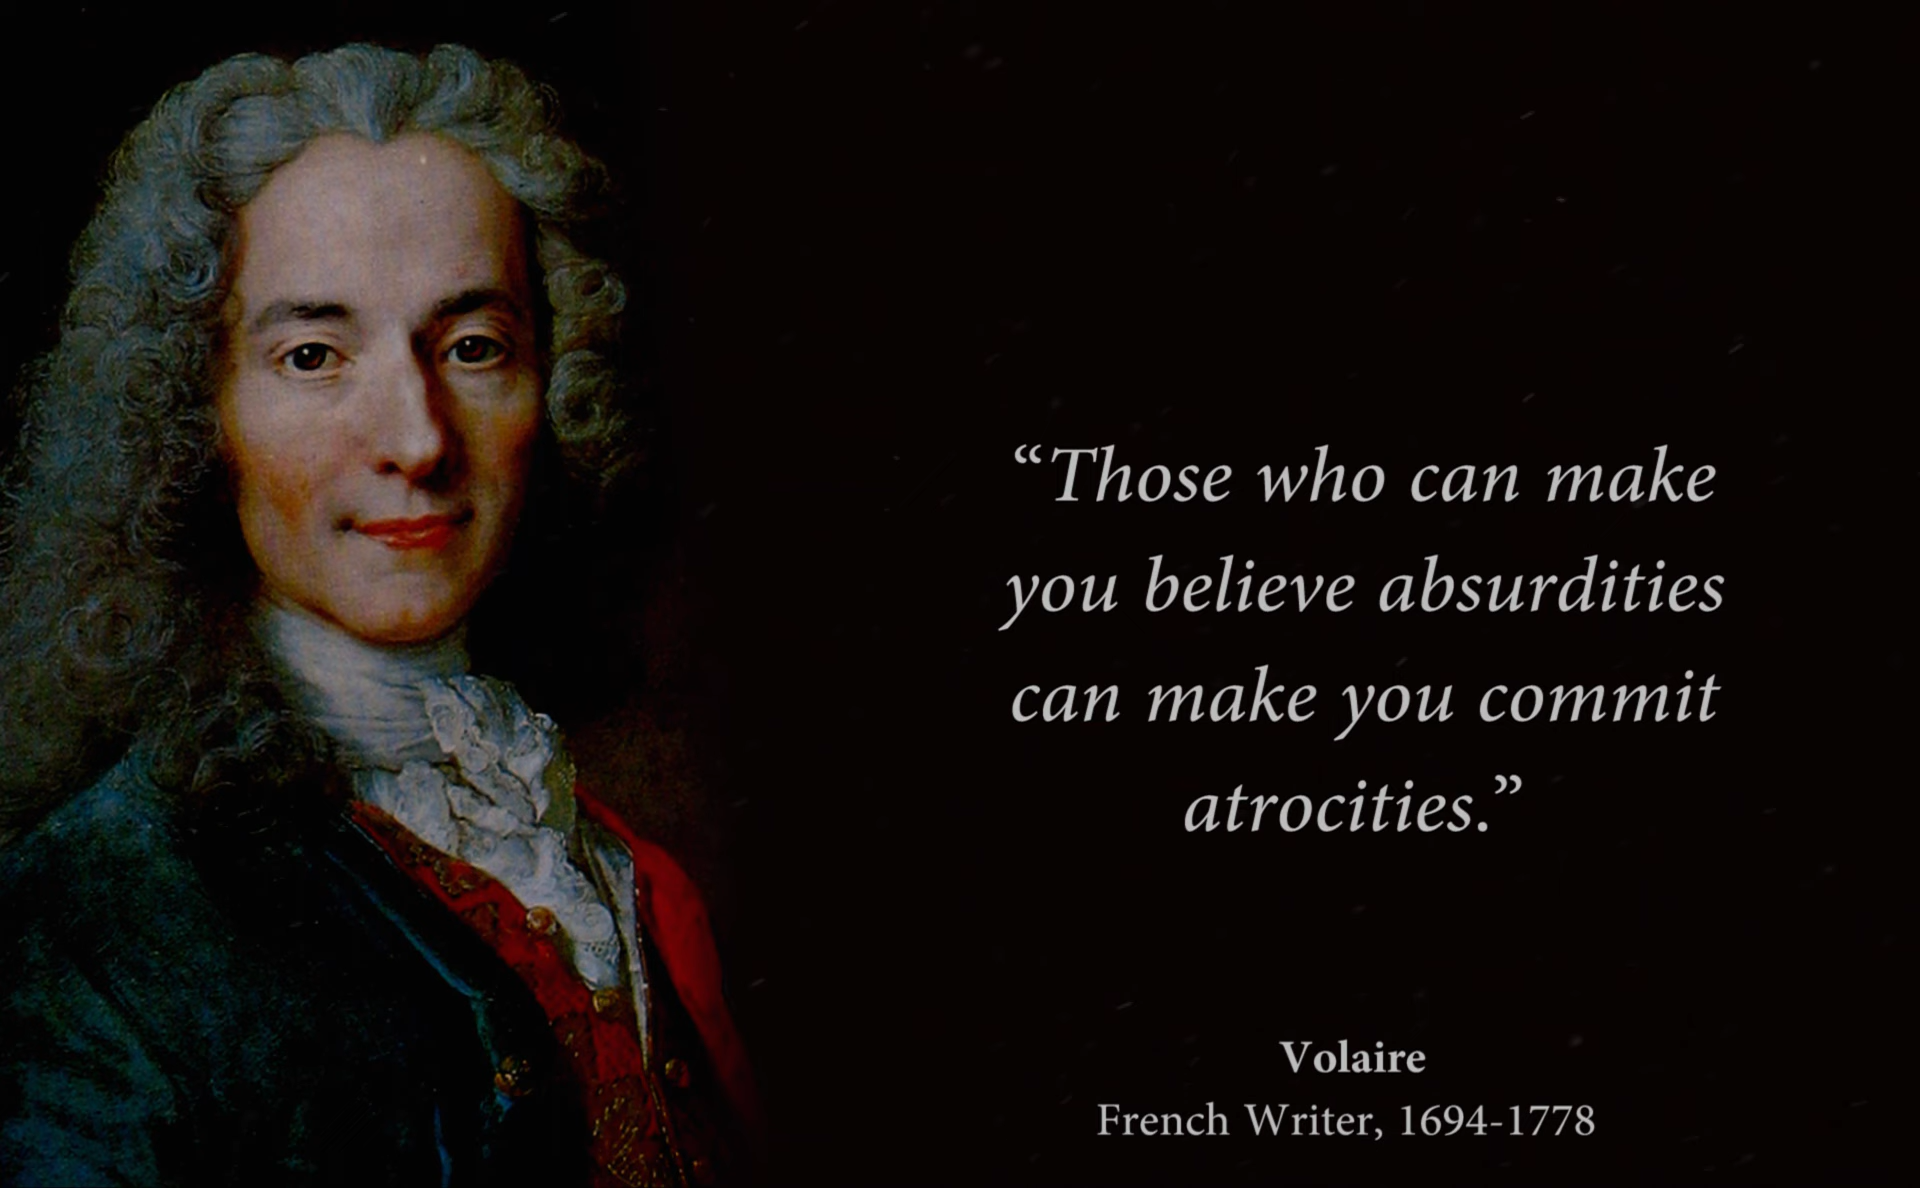 “Those who can make
you believe absurdities
can make you commit
atrocities.”
Volaire
French Writer, 1694-1778